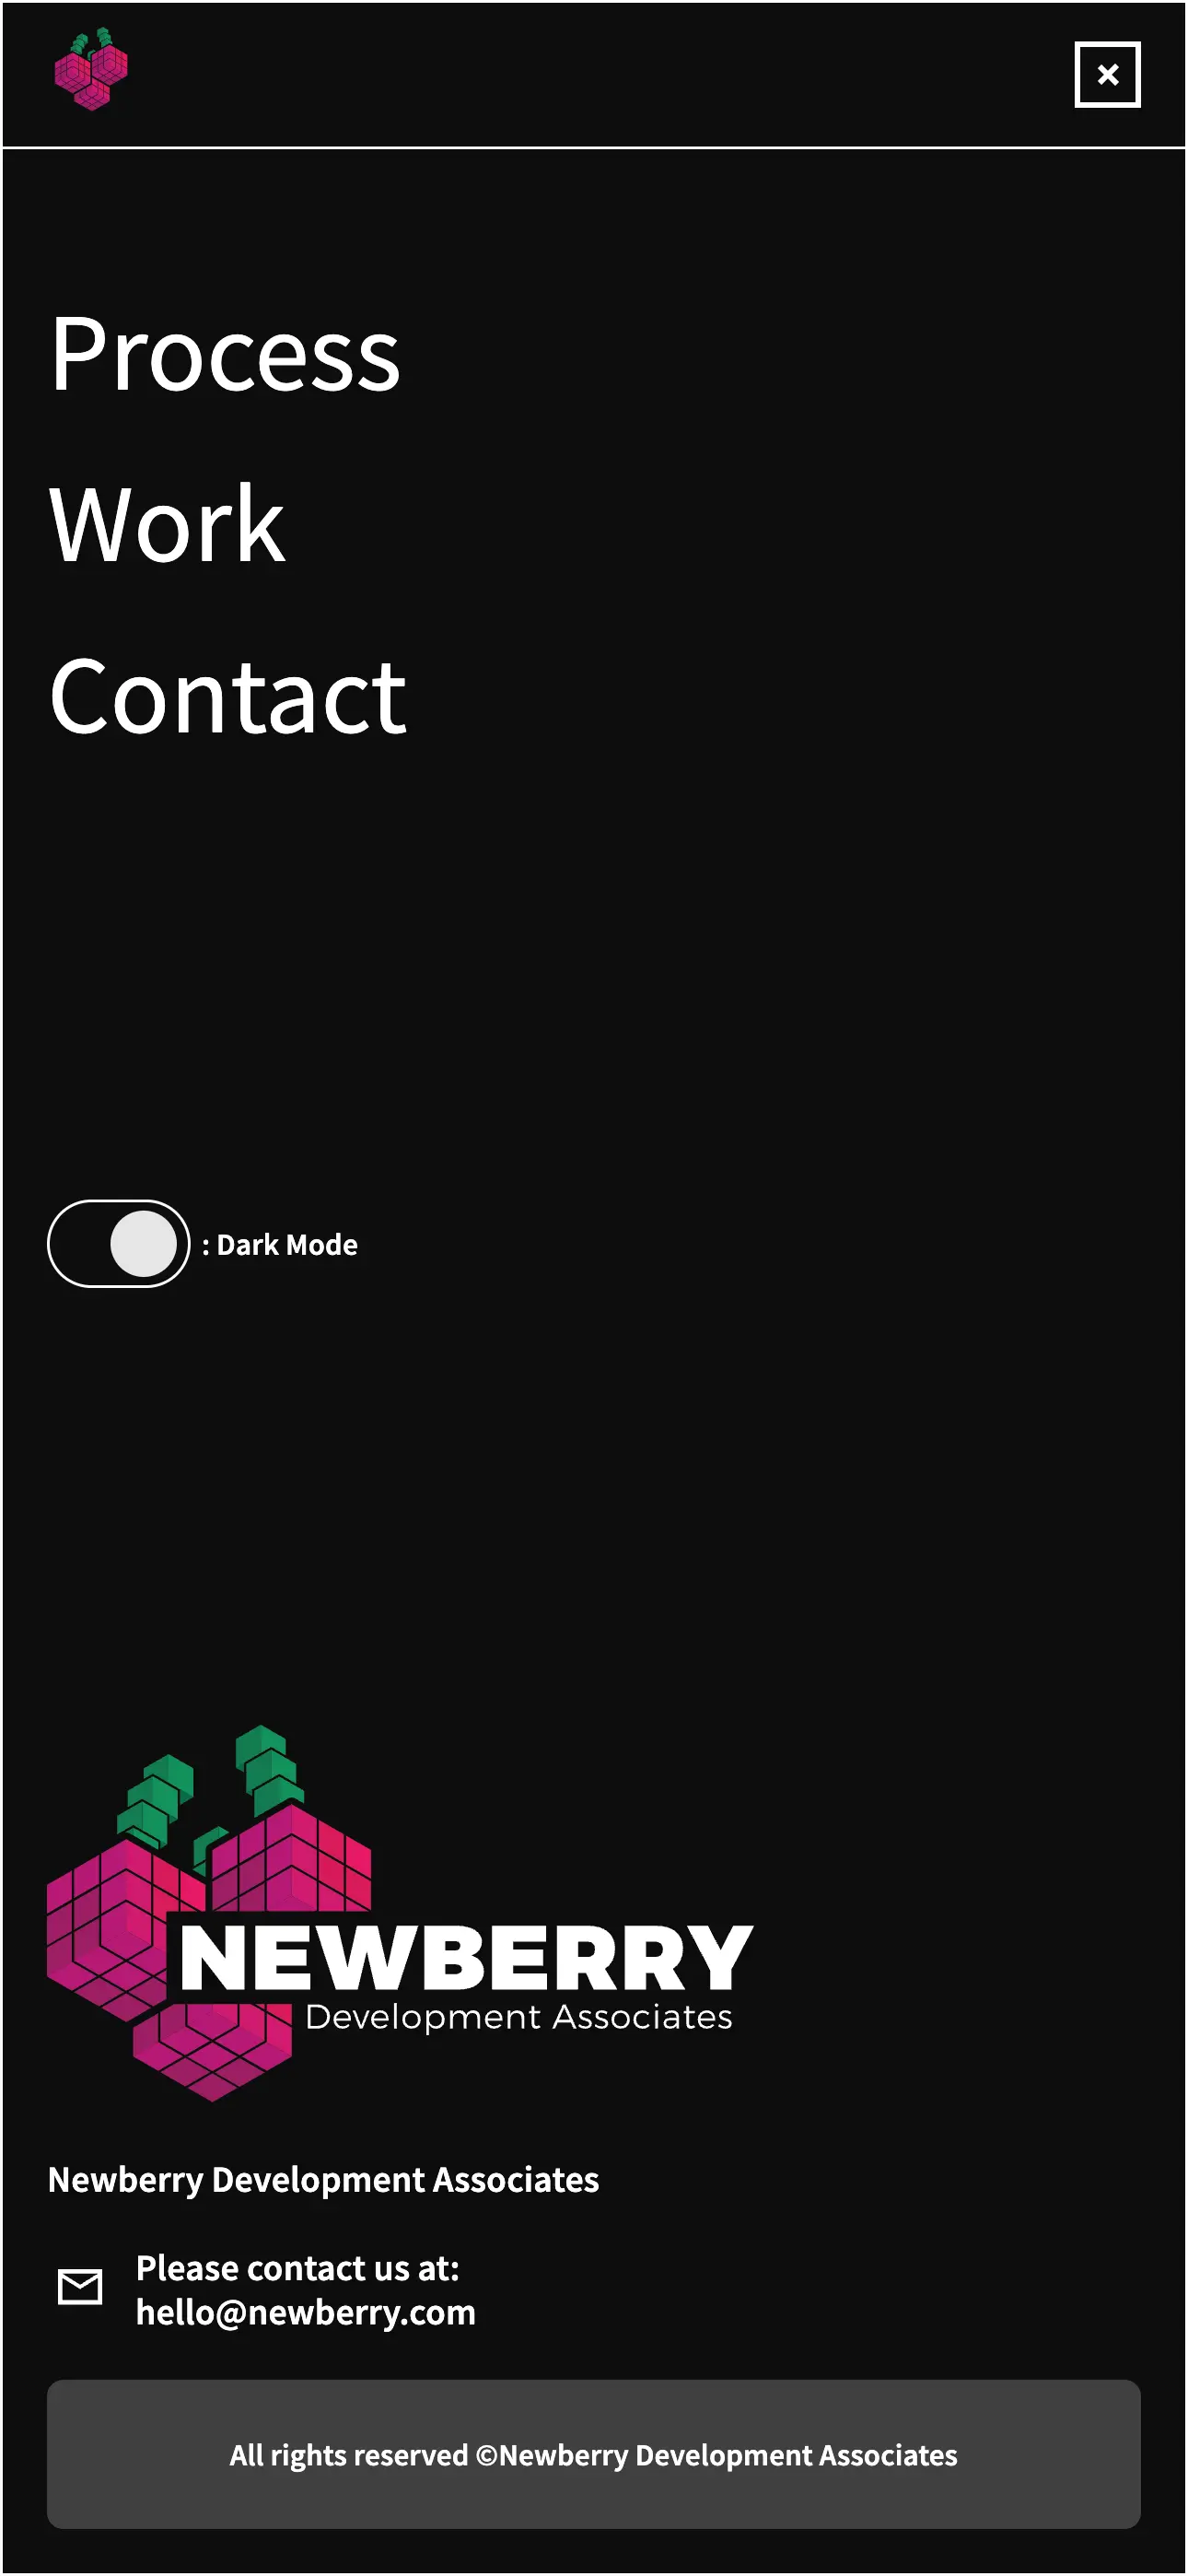 Process
Work
Contact
: Dark Mode
NEWBERRY
Development Associates
Newberry Development Associates
Please contact us at:
hello@newberry.com
All rights reserved ©Newberry Development Associates